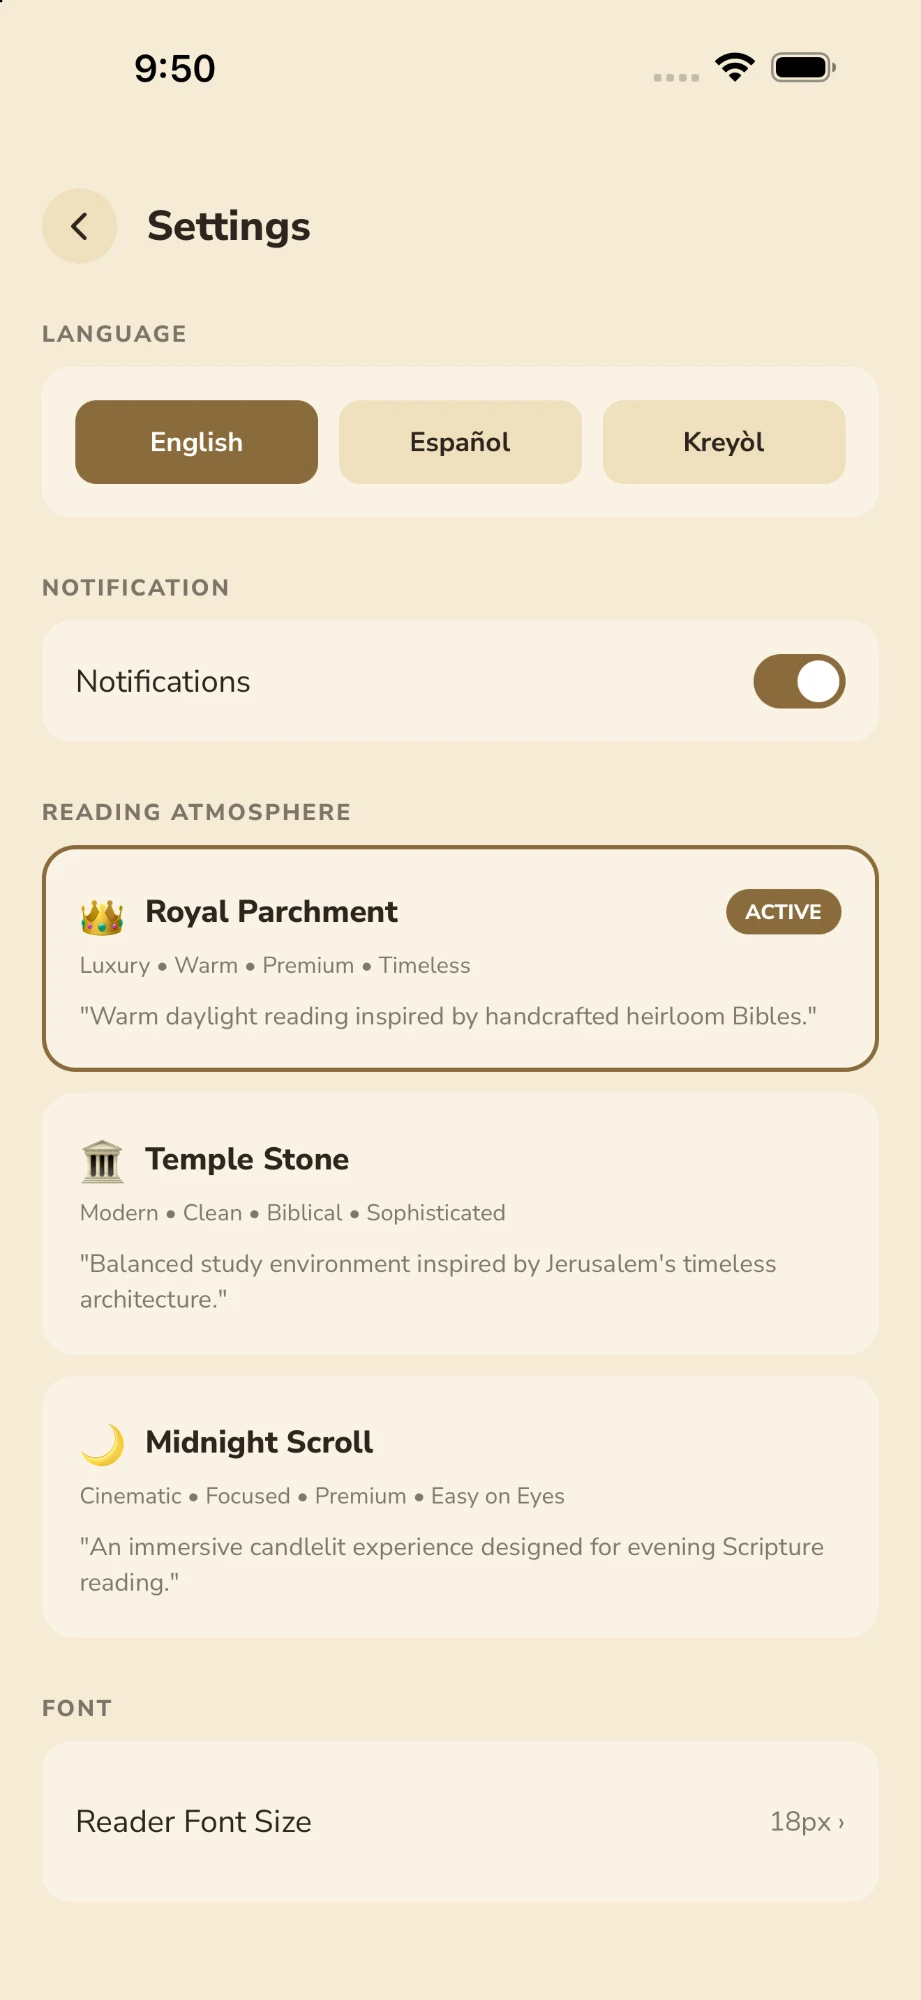 9:50
Settings
LANGUAGE
English
Español
Kreyòl
NOTIFICATION
Notifications
READING ATMOSPHERE
Royal Parchment
ACTIVE
Luxury • Warm • Premium • Timeless
"Warm daylight reading inspired by handcrafted heirloom Bibles."
Temple Stone
Modern • Clean • Biblical • Sophisticated
"Balanced study environment inspired by Jerusalem's timeless
architecture."
Midnight Scroll
Cinematic • Focused • Premium • Easy on Eyes
"An immersive candlelit experience designed for evening Scripture
reading."
FONT
Reader Font Size
18px ›